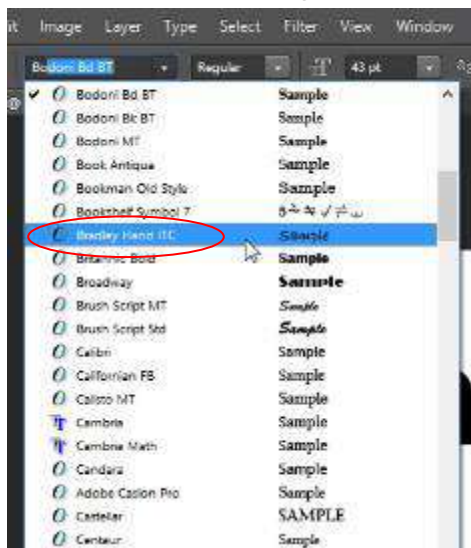 it Image Layer Type Select Filter View Window
Bodoni Bd BT Regular 43 pt
Bodoni Bd BT Sample
Bodoni Bk BT Sample
Bodoni MT Sample
Book Antiqua Sample
Bookman Old Style Sample
Bookshelf Symbol 7
Bradley Hand ITC Sample
Britannic Bold Sample
Broadway Sample
Brush Script MT Sample
Brush Script Std Sample
Calibri Sample
Californian FB Sample
Calisto MT Sample
Cambria Sample
Cambria Math Sample
Candara Sample
Adobe Caslon Pro Sample
Castellar SAMPLE
Centaur Sample